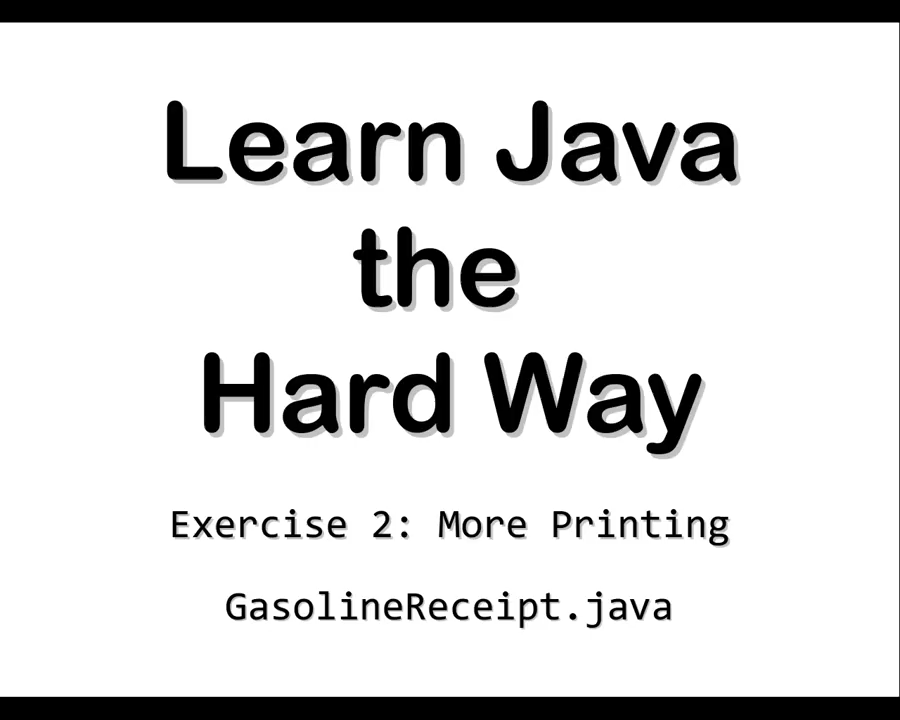 Learn Java
the
Hard Way
Exercise 2: More Printing
GasolineReceipt.java